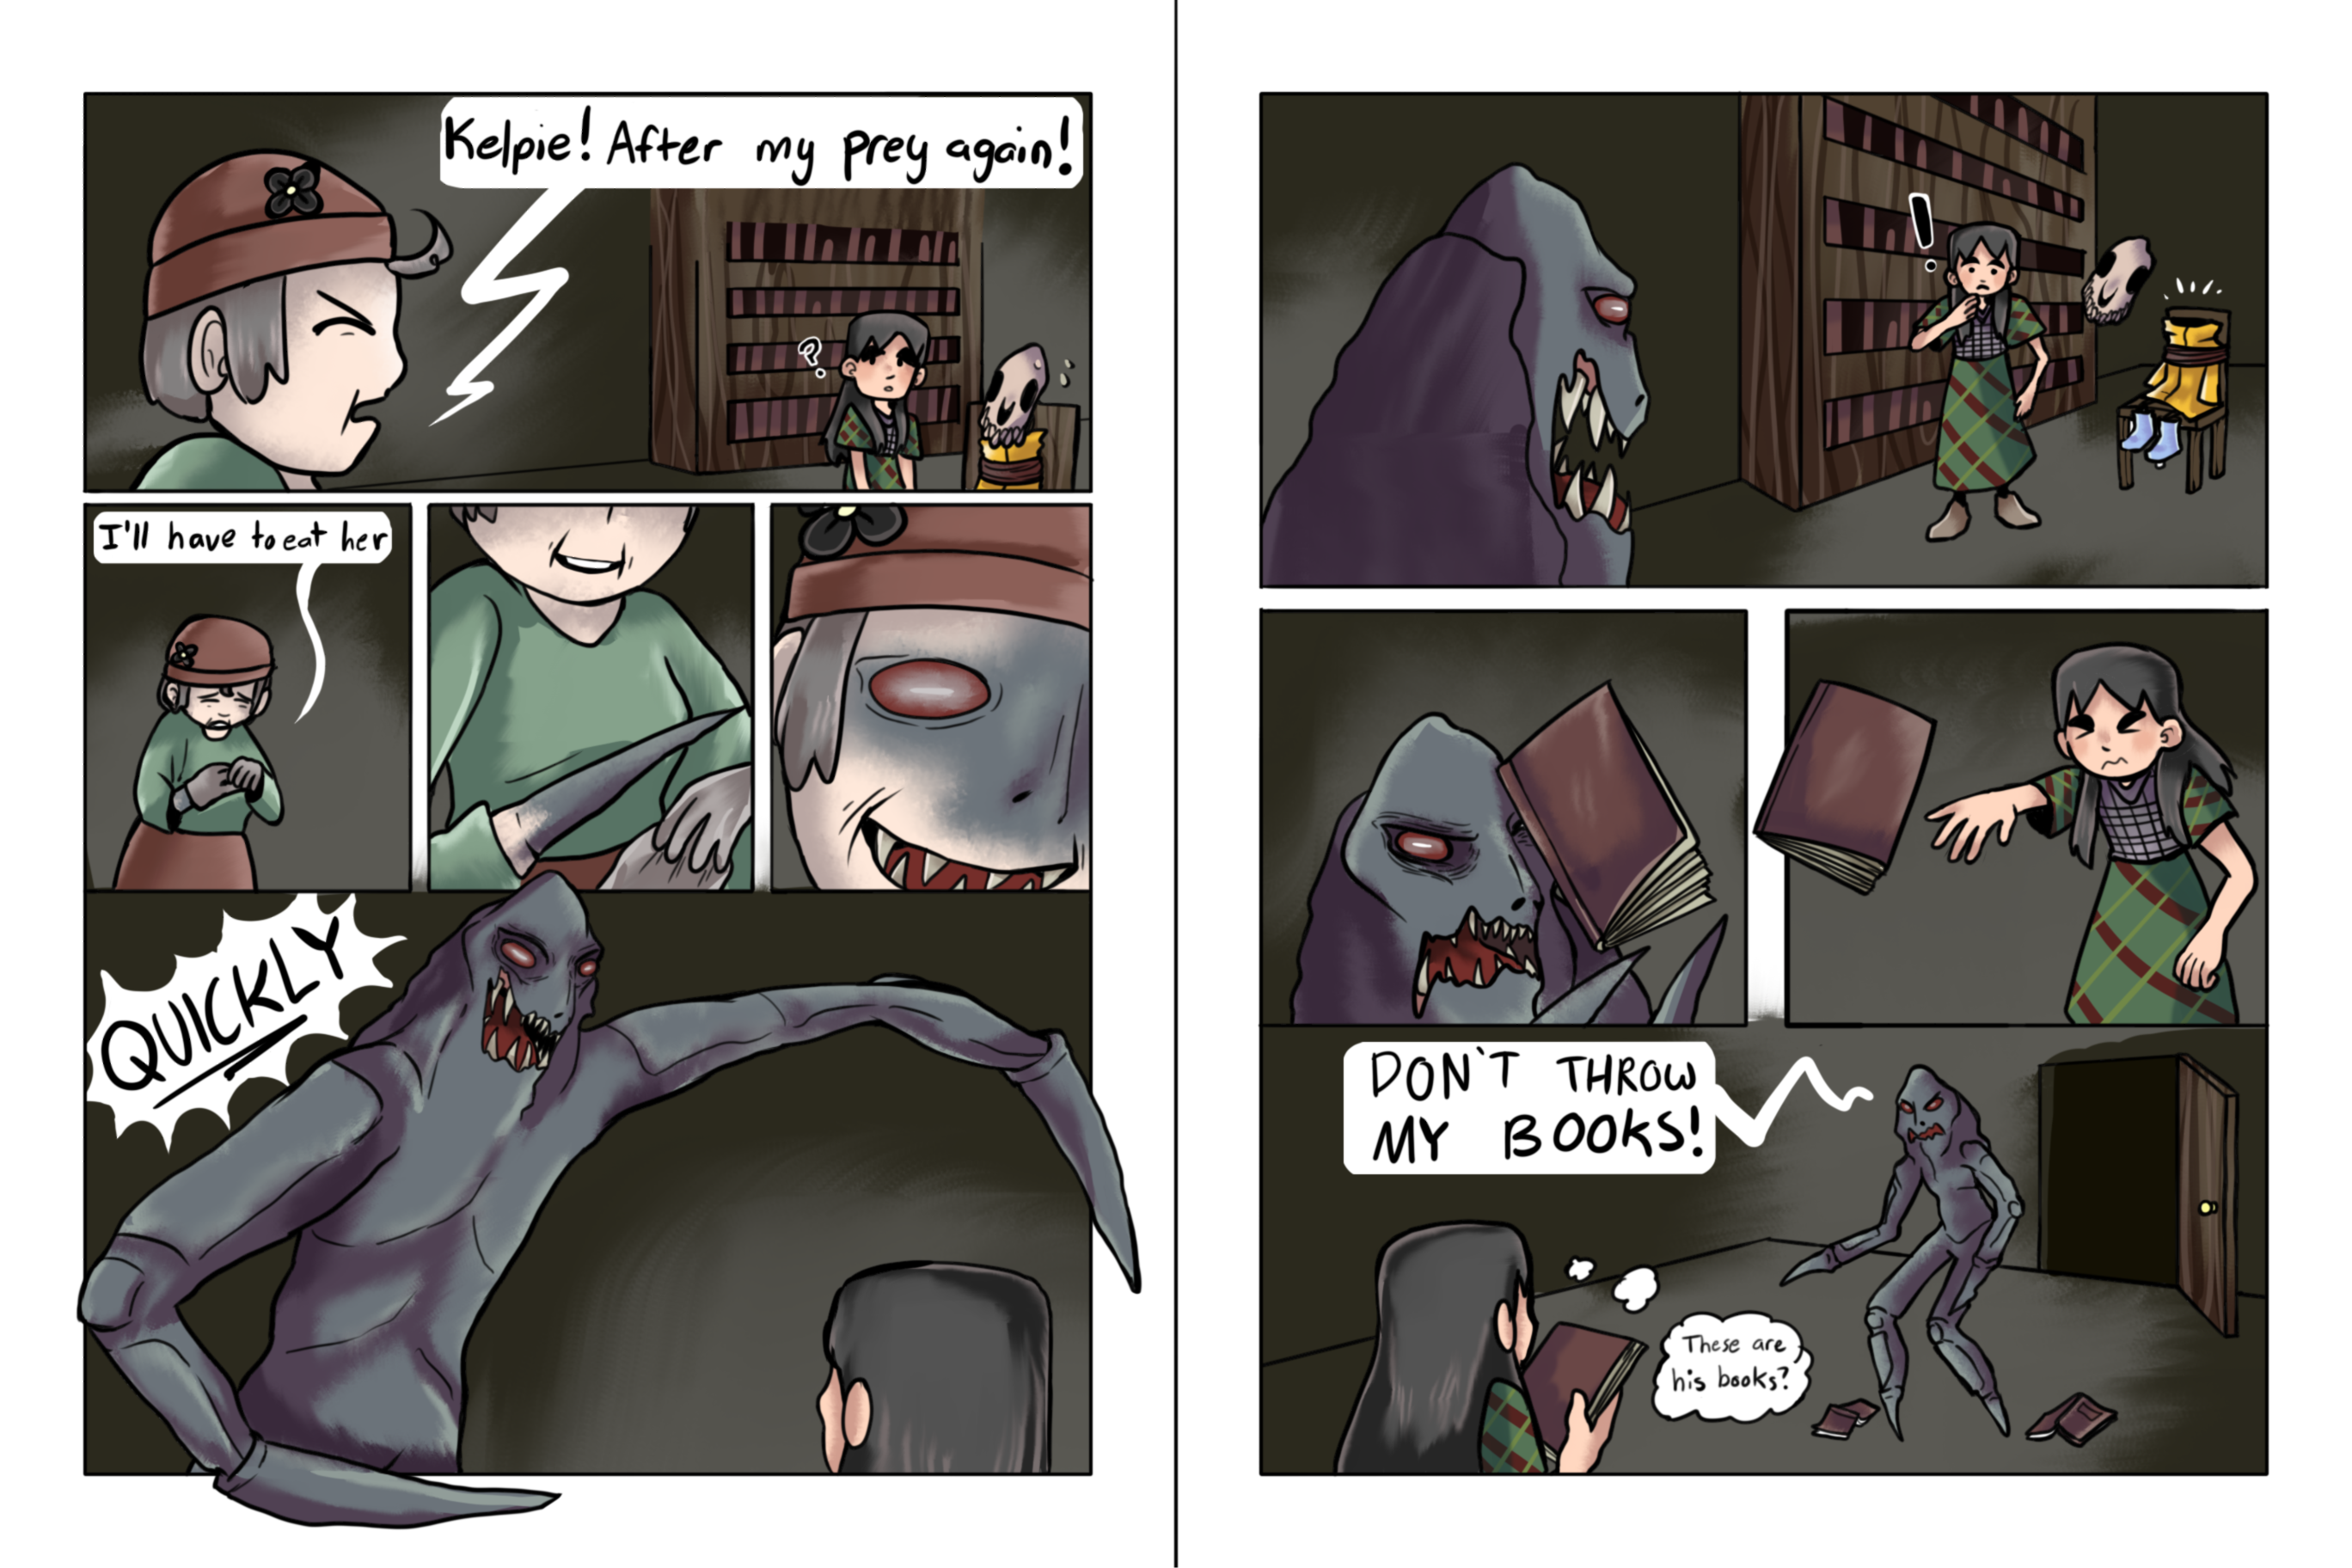 Kelpie! After my prey again!
?
I'll have to eat her
QUICKLY
!
DON'T THROW
MY BOOKS!
These are
his books?